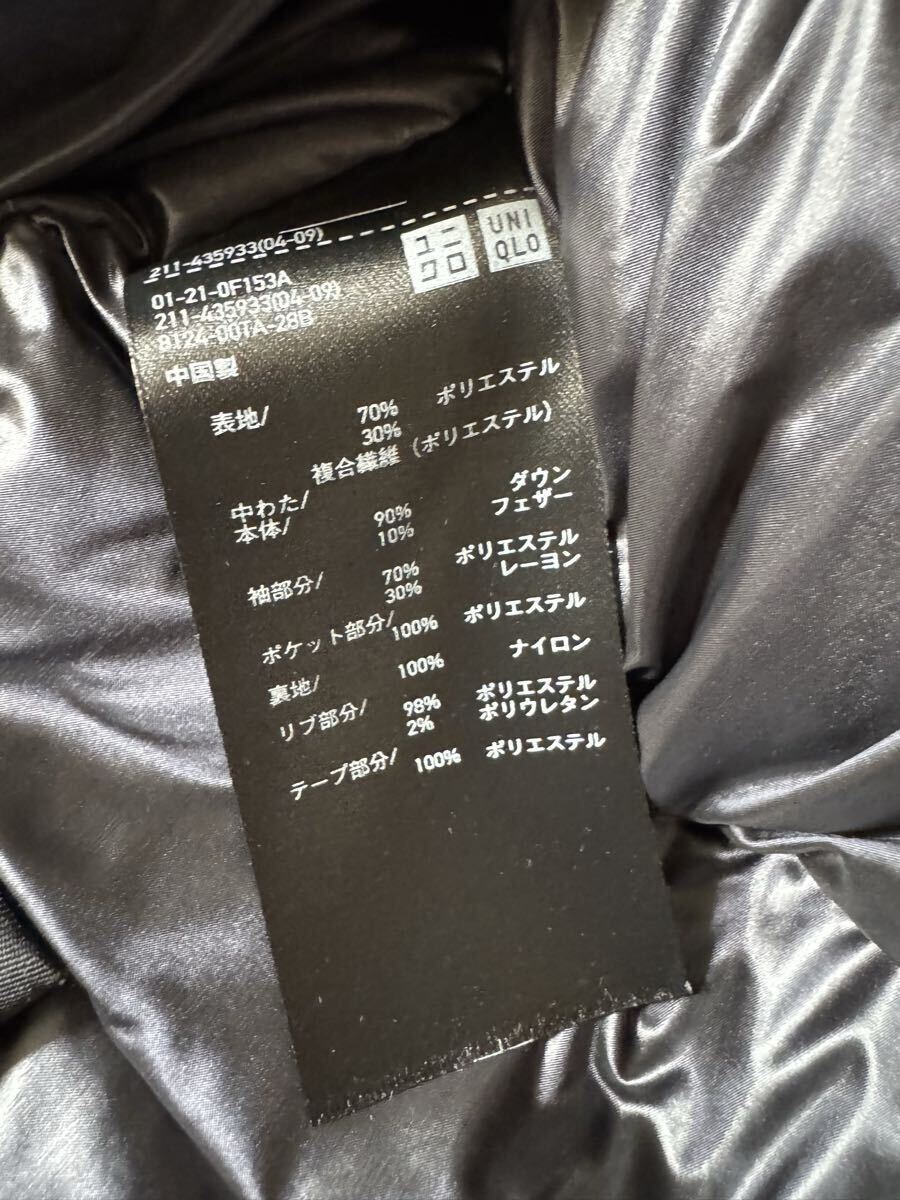 211-435933(04-09)
ユニ
クロ
UNI
QLO
01-21-0F153A
211-435933(04-09)
8124-00TA-28B
中国製
表地/ 70% ポリエステル
30%
複合繊維 (ポリエステル)
中わた/
本体/ 90% ダウン
10% フェザー
袖部分/ 70% ポリエステル
30% レーヨン
ポケット部分/ 100% ポリエステル
裏地/ 100% ナイロン
リブ部分/ 98% ポリエステル
2% ポリウレタン
テープ部分/ 100% ポリエステル